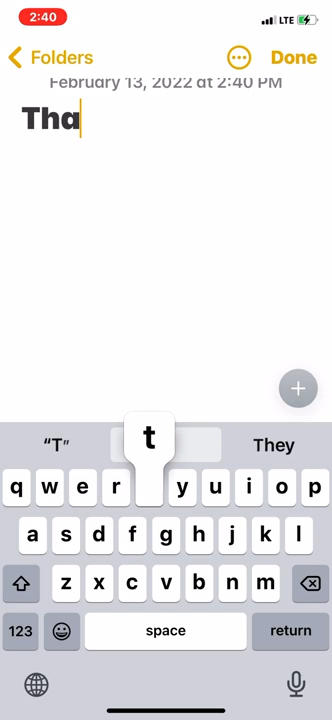 2:40
LTE
Folders
Done
February 13, 2022 at 2:40 PM
Tha
t
"T"
They
q w e r y u i o p
a s d f g h j k l
z x c v b n m
123
space
return